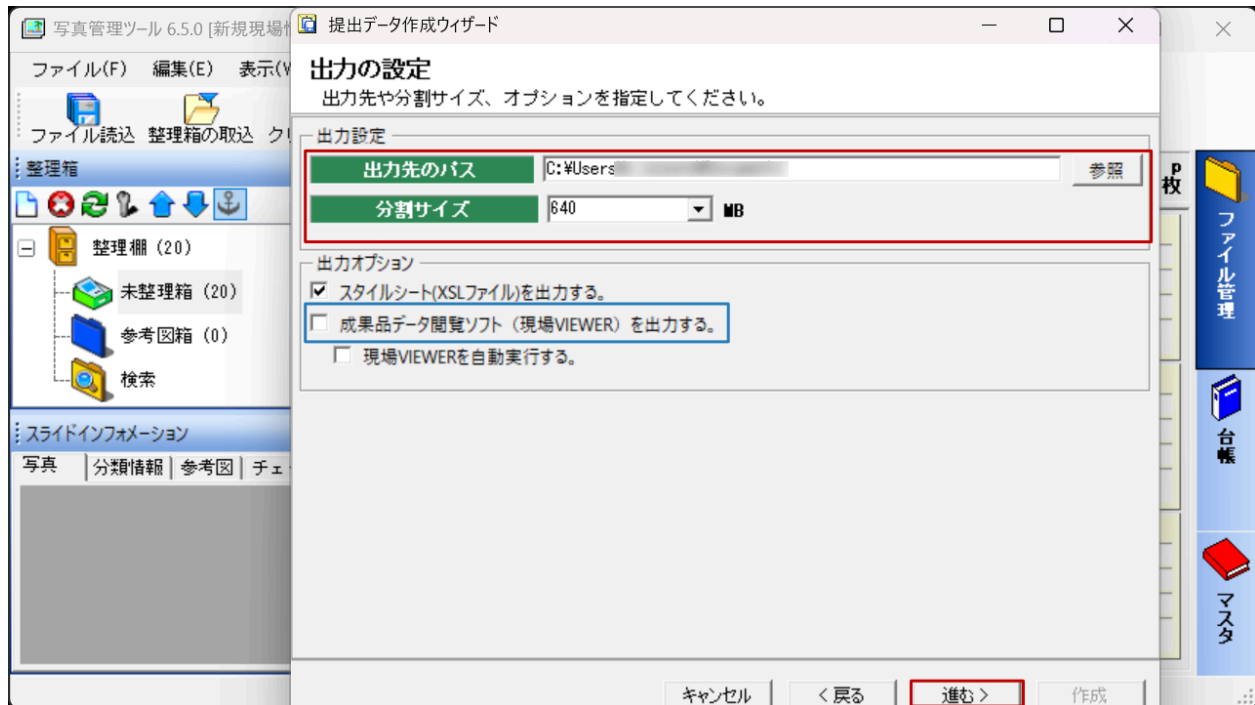 写真管理ツール 6.5.0 [新規現場
提出データ作成ウィザード
ファイル(F) 編集(E) 表示(V
ファイル読込 整理箱の取込 クリ
整理箱
整理棚 (20)
未整理箱 (20)
参考図箱 (0)
検索
スライドインフォメーション
写真 分類情報 参考図 チェ
出力の設定
出力先や分割サイズ、オプションを指定してください。
出力設定
出力先のパス C:¥Users 参照
分割サイズ 640 MB
出力オプション
スタイルシート(XSLファイル)を出力する。
成果品データ閲覧ソフト（現場VIEWER）を出力する。
現場VIEWERを自動実行する。
キャンセル <戻る 進む> 作成
P
枚
ファイル管理
台帳
マスタ